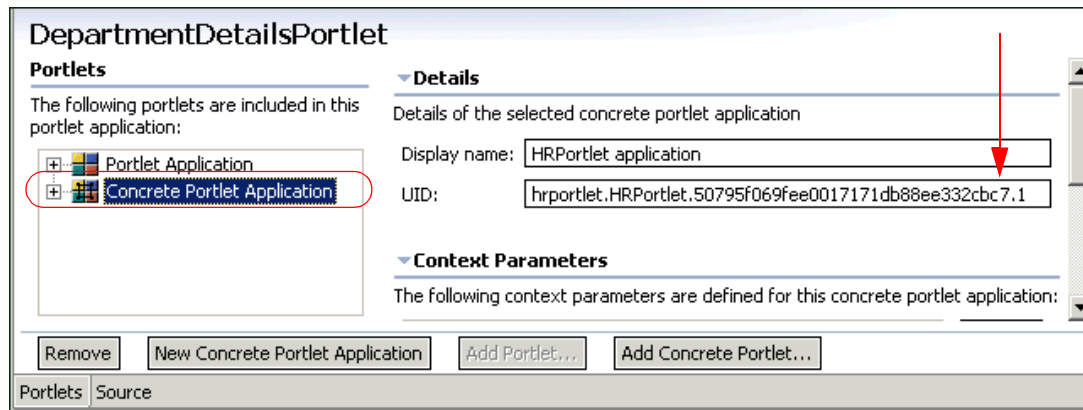 DepartmentDetailsPortlet
Portlets
The following portlets are included in this
portlet application:
Portlet Application
Concrete Portlet Application
Details
Details of the selected concrete portlet application
Display name: HRPortlet application
UID: hrportlet.HRPortlet.50795f069fee0017171db88ee332cbc7.1
Context Parameters
The following context parameters are defined for this concrete portlet application:
Remove New Concrete Portlet Application Add Portlet... Add Concrete Portlet...
Portlets Source